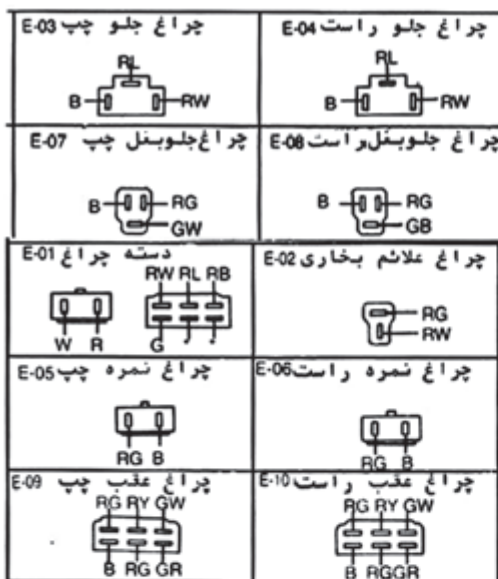 چراغ جلو چپ E-03
RL
B RW
چراغ جلو راست E-04
RL
B RW
چراغ جلوبغل چپ E-07
B RG
GW
چراغ جلوبغل راست E-08
B RG
GB
دسته چراغ E-01
RW RL RB
W R G
چراغ علائم بخاری E-02
RG
RW
چراغ نمره چپ E-05
RG B
چراغ نمره راست E-06
RG B
چراغ عقب چپ E-09
RG RY GW
B RG GR
چراغ عقب راست E-10
RG RY GW
B RG GR